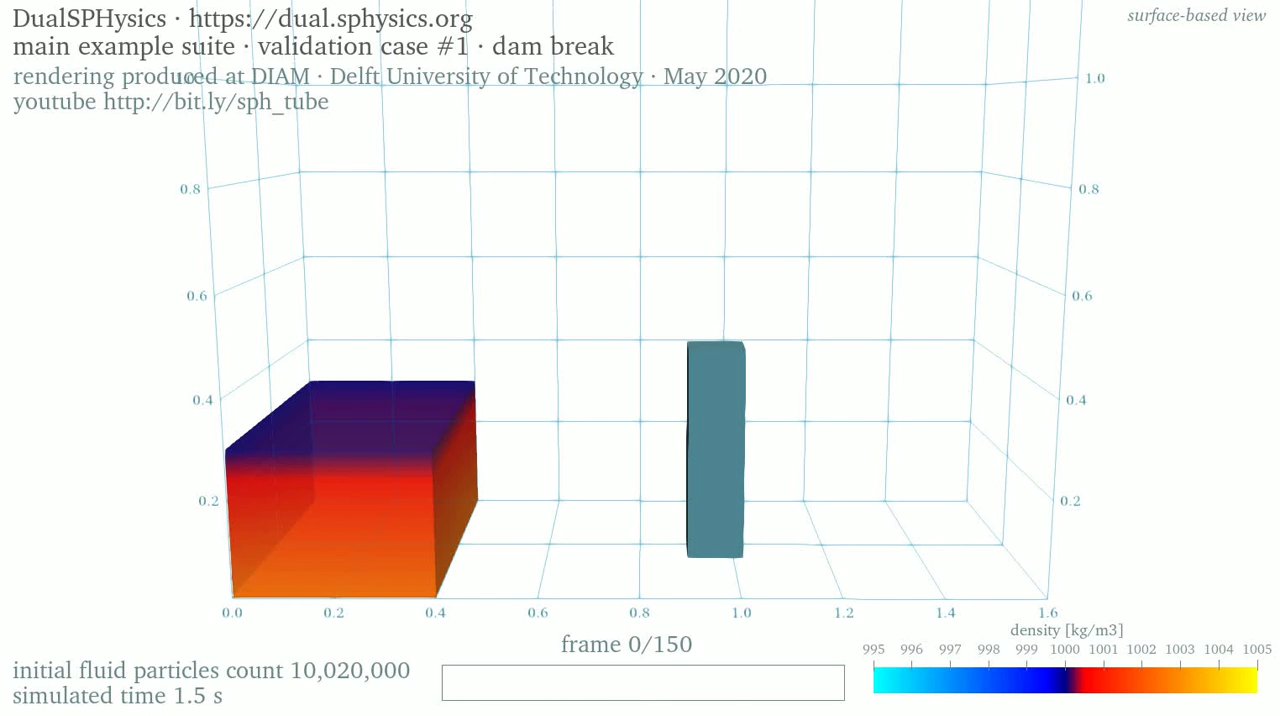 DualSPHysics · https://dual.sphysics.org
surface-based view
main example suite · validation case #1 · dam break
rendering produced at DIAM · Delft University of Technology · May 2020
youtube http://bit.ly/sph_tube
1.0 1.0
0.8 0.8
0.6 0.6
0.4 0.4
0.2 0.2
0.0 0.2 0.4 0.6 0.8 1.0 1.2 1.4 1.6
frame 0/150
density [kg/m3]
995 996 997 998 999 1000 1001 1002 1003 1004 1005
initial fluid particles count 10,020,000
simulated time 1.5 s